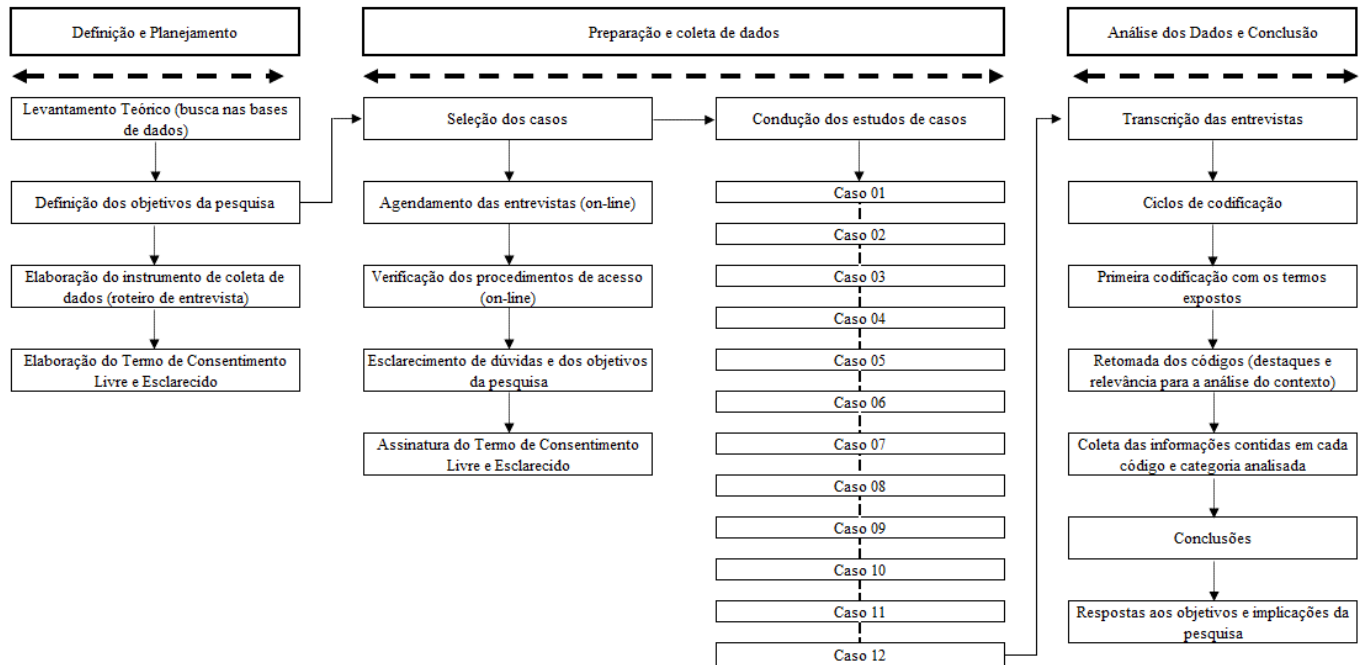 Definição e Planejamento
Preparação e coleta de dados
Análise dos Dados e Conclusão
Levantamento Teórico (busca nas bases
de dados)
Definição dos objetivos da pesquisa
Elaboração do instrumento de coleta de
dados (roteiro de entrevista)
Elaboração do Termo de Consentimento
Livre e Esclarecido
Seleção dos casos
Agendamento das entrevistas (on-line)
Verificação dos procedimentos de acesso
(on-line)
Esclarecimento de dúvidas e dos objetivos
da pesquisa
Assinatura do Termo de Consentimento
Livre e Esclarecido
Condução dos estudos de casos
Caso 01
Caso 02
Caso 03
Caso 04
Caso 05
Caso 06
Caso 07
Caso 08
Caso 09
Caso 10
Caso 11
Caso 12
Transcrição das entrevistas
Ciclos de codificação
Primeira codificação com os termos
expostos
Retomada dos códigos (destaques e
relevância para a análise do contexto)
Coleta das informações contidas em cada
código e categoria analisada
Conclusões
Respostas aos objetivos e implicações da
pesquisa